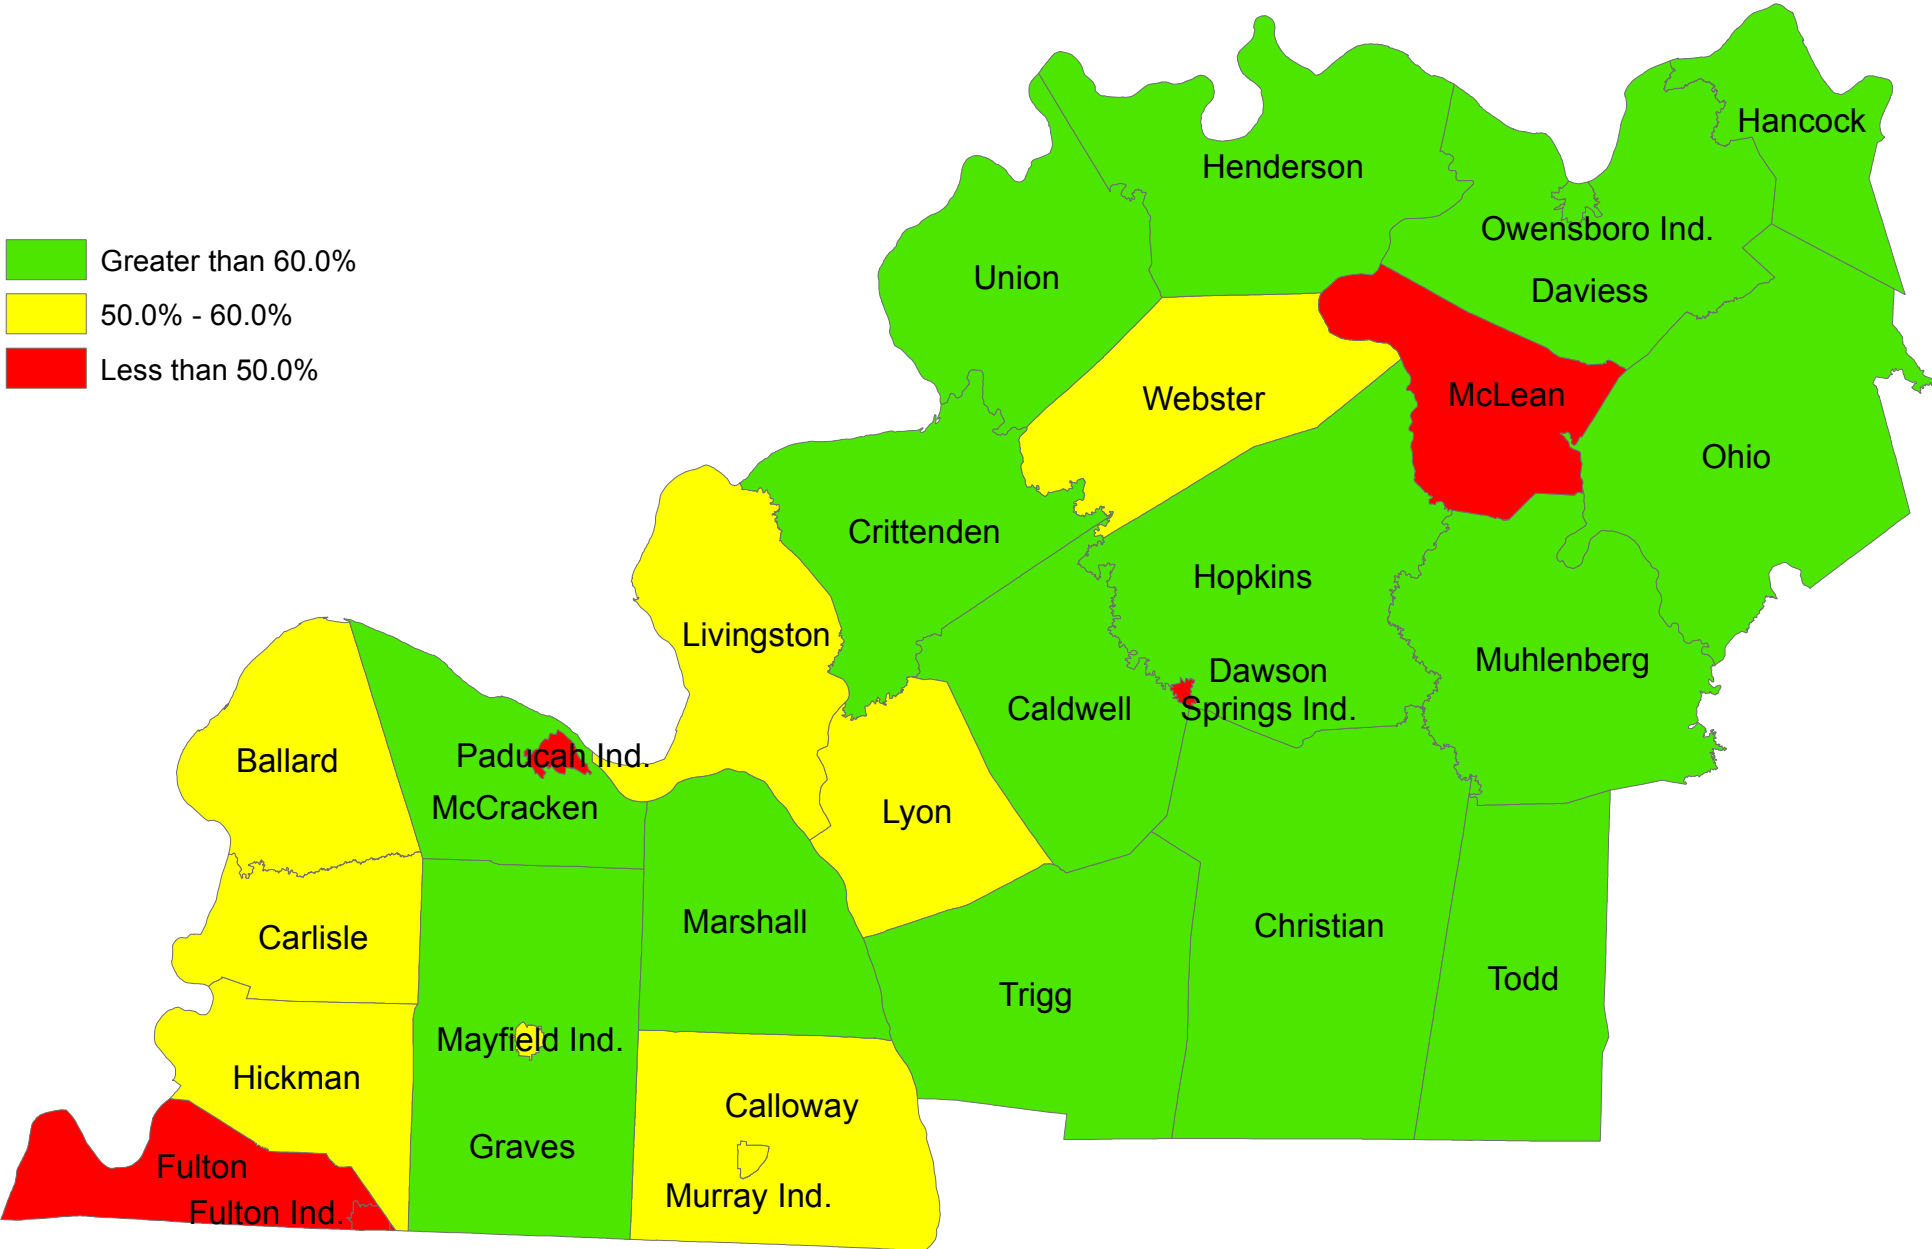 Greater than 60.0%
50.0% - 60.0%
Less than 50.0%
Hancock
Henderson
Owensboro Ind.
Union
Daviess
Webster
McLean
Ohio
Crittenden
Hopkins
Livingston
Muhlenberg
Dawson
Springs Ind.
Caldwell
Paducah Ind.
Ballard
McCracken
Lyon
Marshall
Christian
Carlisle
Todd
Trigg
Mayfield Ind.
Hickman
Calloway
Graves
Fulton
Murray Ind.
Fulton Ind.